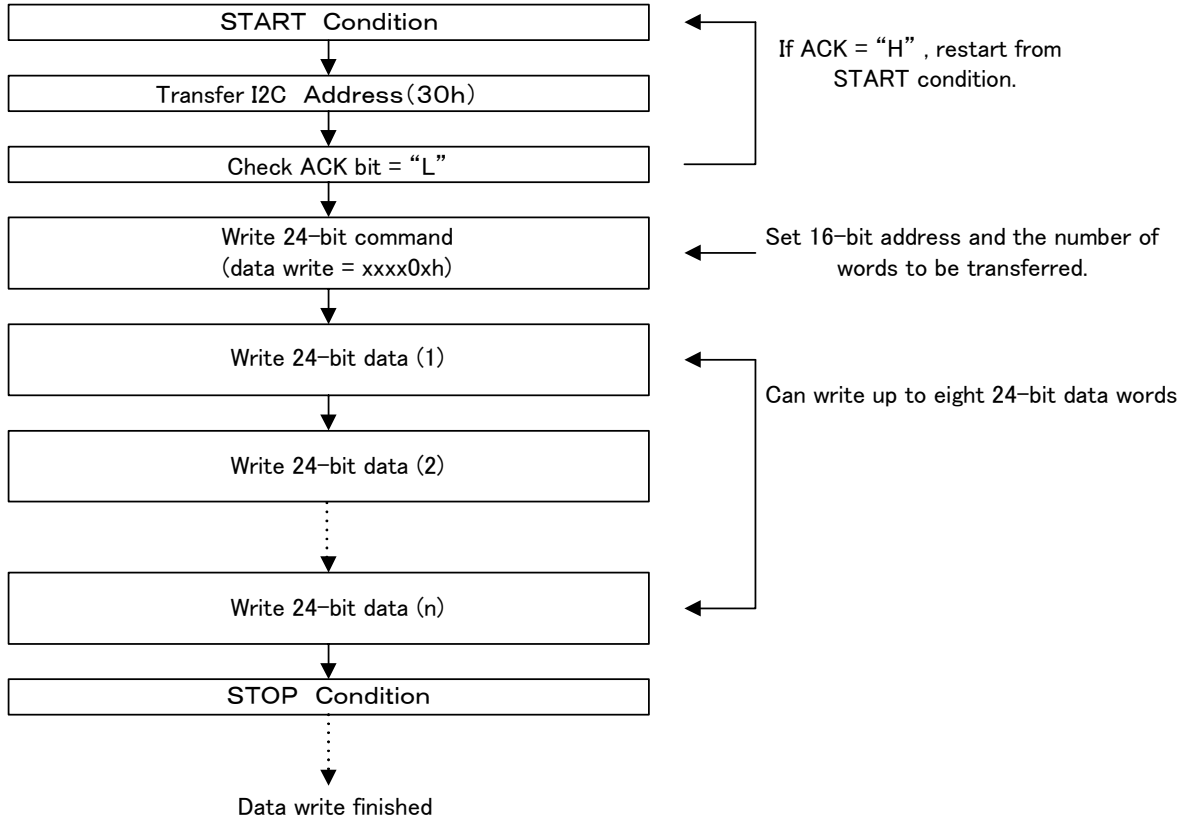 START Condition
If ACK = “H” , restart from
START condition.
Transfer I2C Address(30h)
Check ACK bit = “L”
Write 24-bit command
(data write = xxxx0xh)
Set 16-bit address and the number of
words to be transferred.
Write 24-bit data (1)
Can write up to eight 24-bit data words
Write 24-bit data (2)
Write 24-bit data (n)
STOP Condition
Data write finished